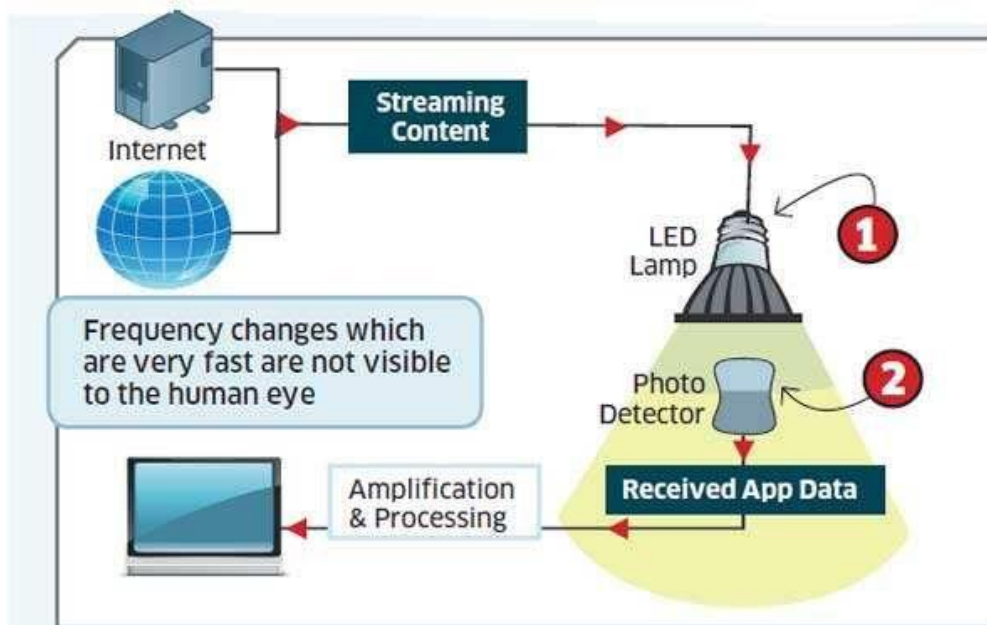 Internet
Streaming
Content
LED
Lamp
1
Frequency changes which
are very fast are not visible
to the human eye
Photo
Detector
2
Received App Data
Amplification
& Processing